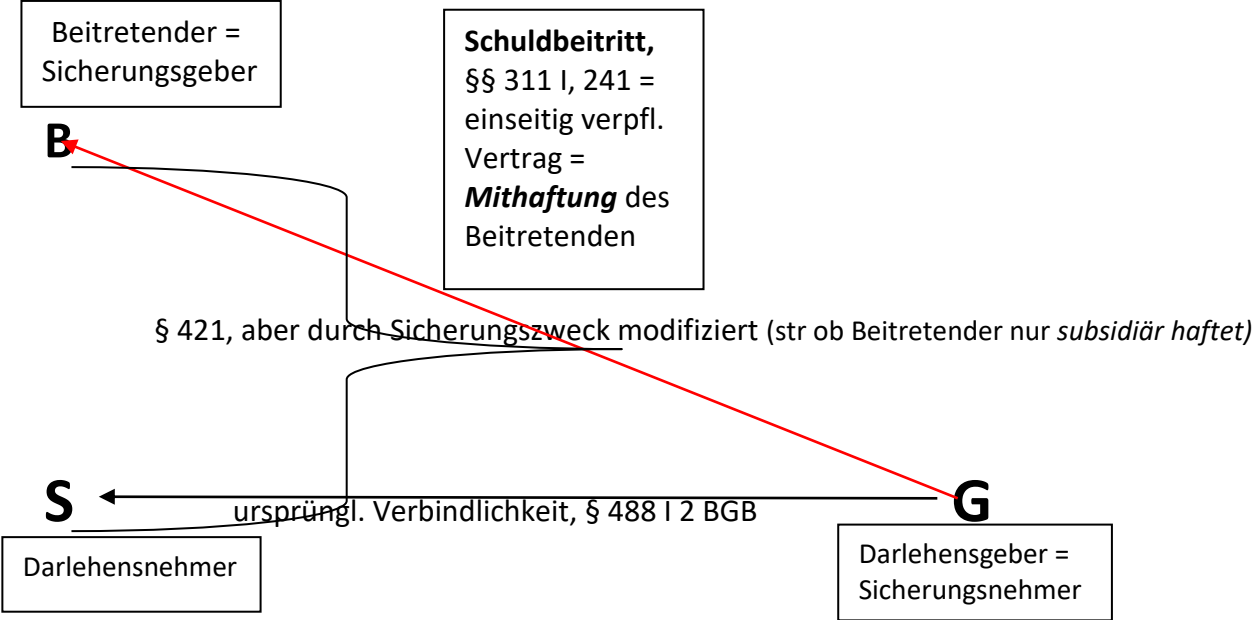 Beitretender =
Sicherungsgeber
Schuldbeitritt,
§§ 311 I, 241 =
einseitig verpfl.
Vertrag =
Mithaftung des
Beitretenden
B
§ 421, aber durch Sicherungszweck modifiziert (str ob Beitretender nur subsidiär haftet)
S
ursprüngl. Verbindlichkeit, § 488 I 2 BGB
G
Darlehensnehmer
Darlehensgeber =
Sicherungsnehmer